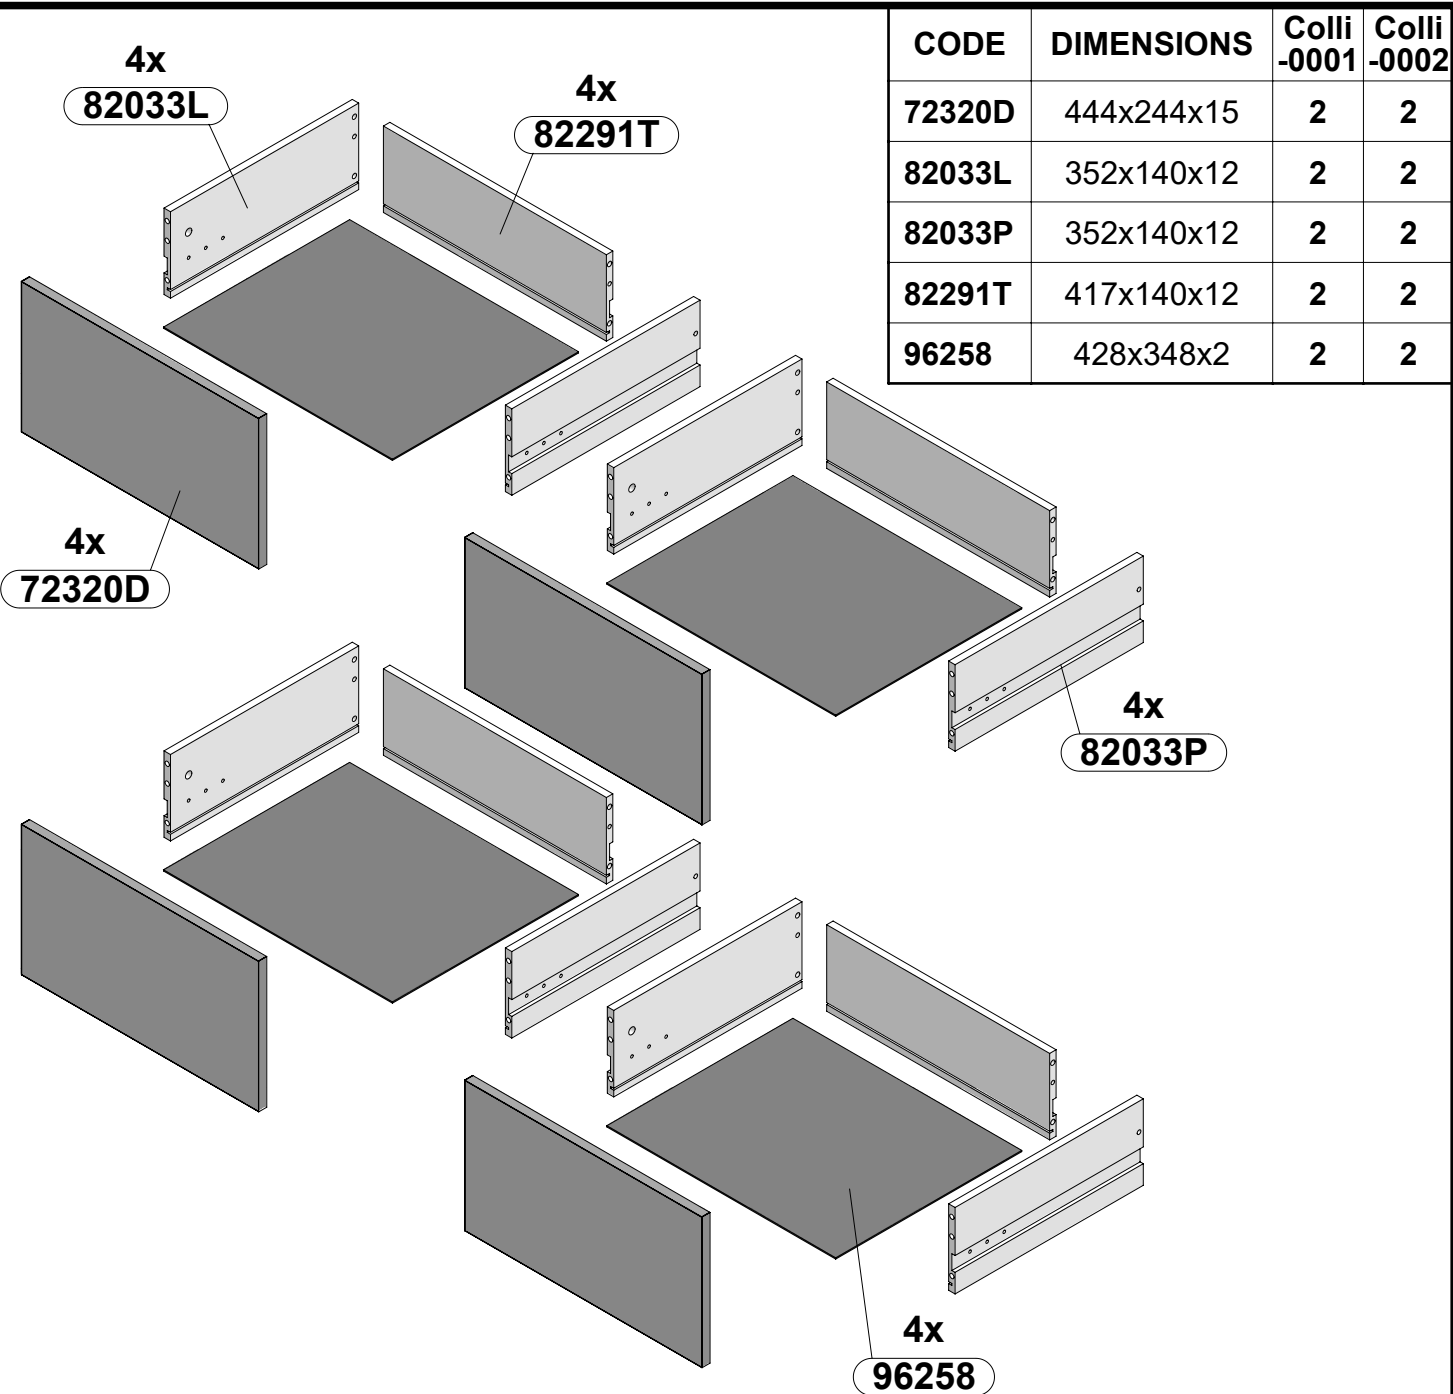 4x
82033L
4x
82291T
CODE DIMENSIONS Colli -0001 Colli -0002
72320D 444x244x15 2 2
82033L 352x140x12 2 2
82033P 352x140x12 2 2
82291T 417x140x12 2 2
96258 428x348x2 2 2
4x
72320D
4x
82033P
4x
96258